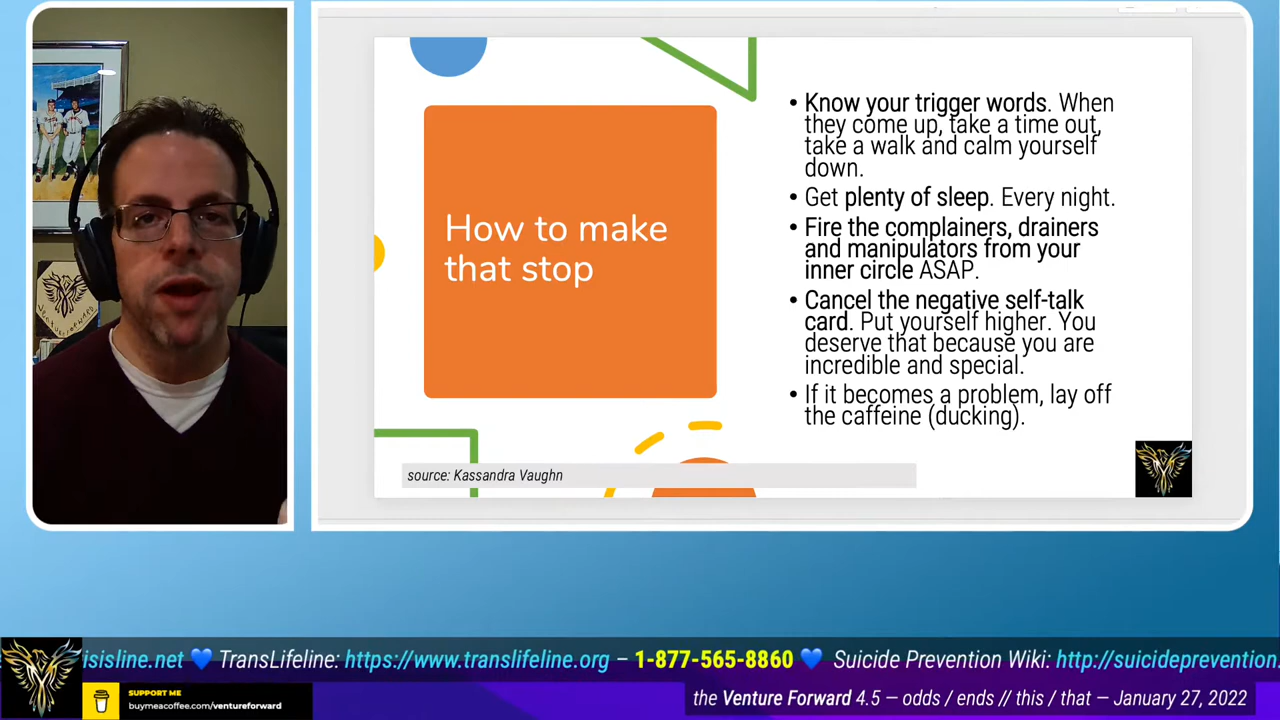 How to make
that stop
• Know your trigger words. When
they come up, take a time out,
take a walk and calm yourself
down.
• Get plenty of sleep. Every night.
• Fire the complainers, drainers
and manipulators from your
inner circle ASAP.
• Cancel the negative self-talk
card. Put yourself higher. You
deserve that because you are
incredible and special.
• If it becomes a problem, lay off
the caffeine (ducking).
source: Kassandra Vaughn
isisline.net 💙 TransLifeline: https://www.translifeline.org – 1-877-565-8860 💙 Suicide Prevention Wiki: http://suicideprevention.
SUPPORT ME
buymeacoffee.com/ventureforward
the Venture Forward 4.5 — odds / ends // this / that — January 27, 2022